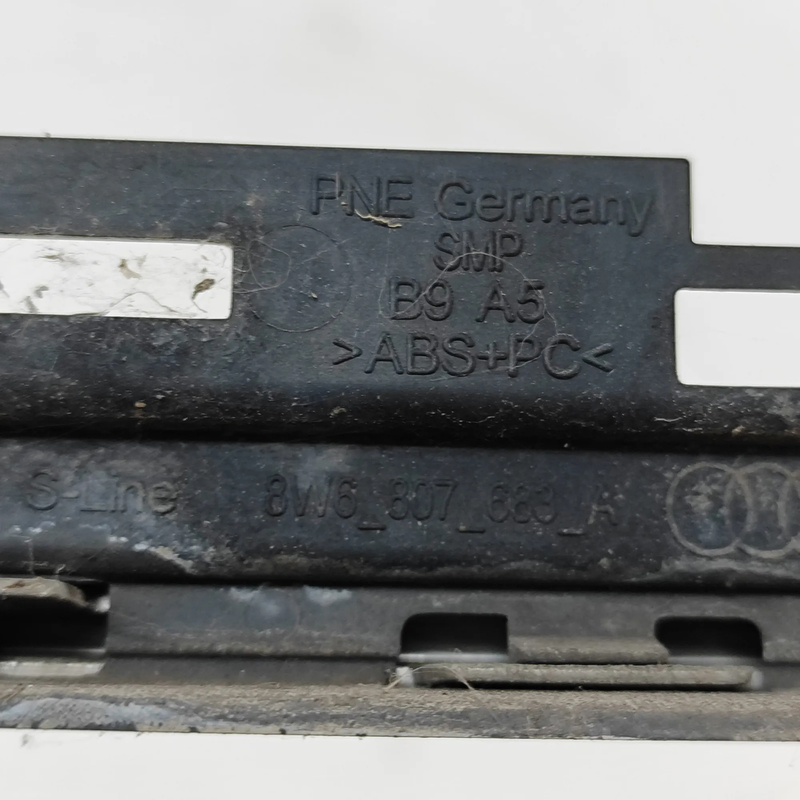 PNE Germany
SMP
B9 A5
>ABS+PC<
S-Line 8W6_807_683_A